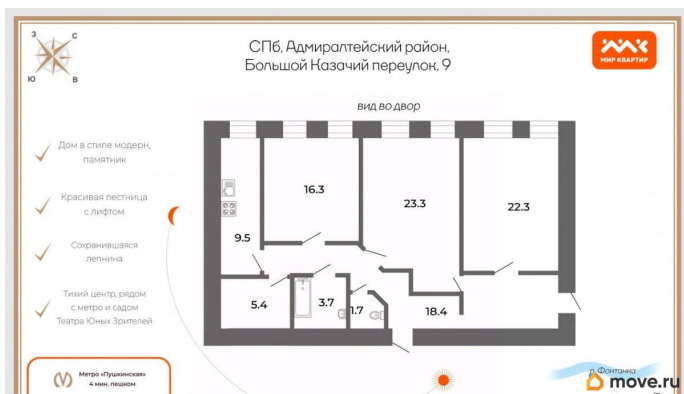 З
С
Ю
В
СПб, Адмиралтейский район,
Большой Казачий переулок, 9
МИР КВАРТИР
вид во двор
Дом в стиле модерн,
памятник
Красивая лестница
с лифтом
Сохранившаяся
лепнина
Тихий центр, рядом
с метро и садом
Театра Юных Зрителей
16.3
23.3
22.3
9.5
5.4
3.7
1.7
18.4
Метро «Пушкинская»
4 мин. пешком
р. Фонтанка
move.ru